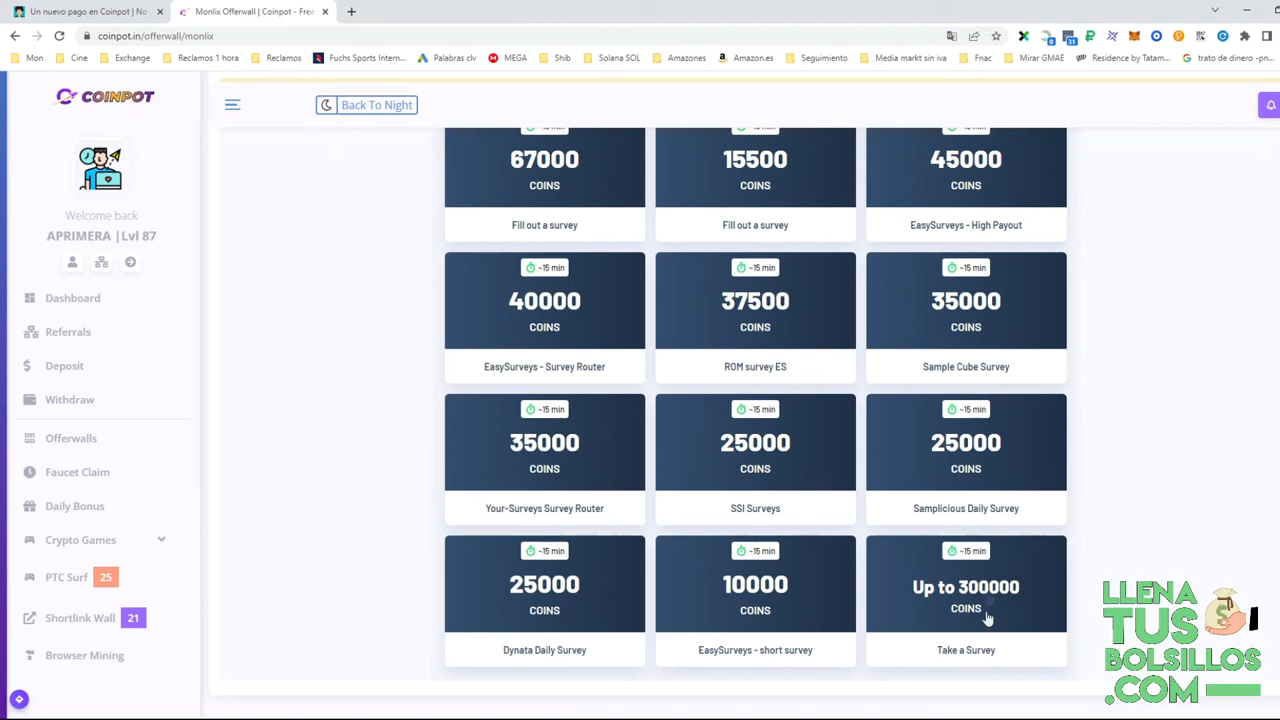 Un nuevo pago en Coinpot | No
Monlix Offerwall | Coinpot - Free
coinpot.in/offerwall/monlix
Mon
Cine
Exchange
Reclamos 1 hora
Reclamos
Fuchs Sports Intern...
Palabras clv
MEGA
Shib
Solana SOL
Amazones
Amazon.es
Seguimiento
Media markt sin iva
Fnac
Mirar GMAE
Residence by Tatam...
trato de dinero -pn...
COINPOT
Back To Night
Welcome back
APRIMERA |Lvl 87
Dashboard
Referrals
Deposit
Withdraw
Offerwalls
Faucet Claim
Daily Bonus
Crypto Games
PTC Surf 25
Shortlink Wall 21
Browser Mining
67000
COINS
Fill out a survey
15500
COINS
Fill out a survey
45000
COINS
EasySurveys - High Payout
~15 min
40000
COINS
EasySurveys - Survey Router
~15 min
37500
COINS
ROM survey ES
~15 min
35000
COINS
Sample Cube Survey
~15 min
35000
COINS
Your-Surveys Survey Router
~15 min
25000
COINS
SSI Surveys
~15 min
25000
COINS
Samplicious Daily Survey
~15 min
25000
COINS
Dynata Daily Survey
~15 min
10000
COINS
EasySurveys - short survey
~15 min
Up to 300000
COINS
Take a Survey
LLENA
TUS
BOLSILLOS
.COM